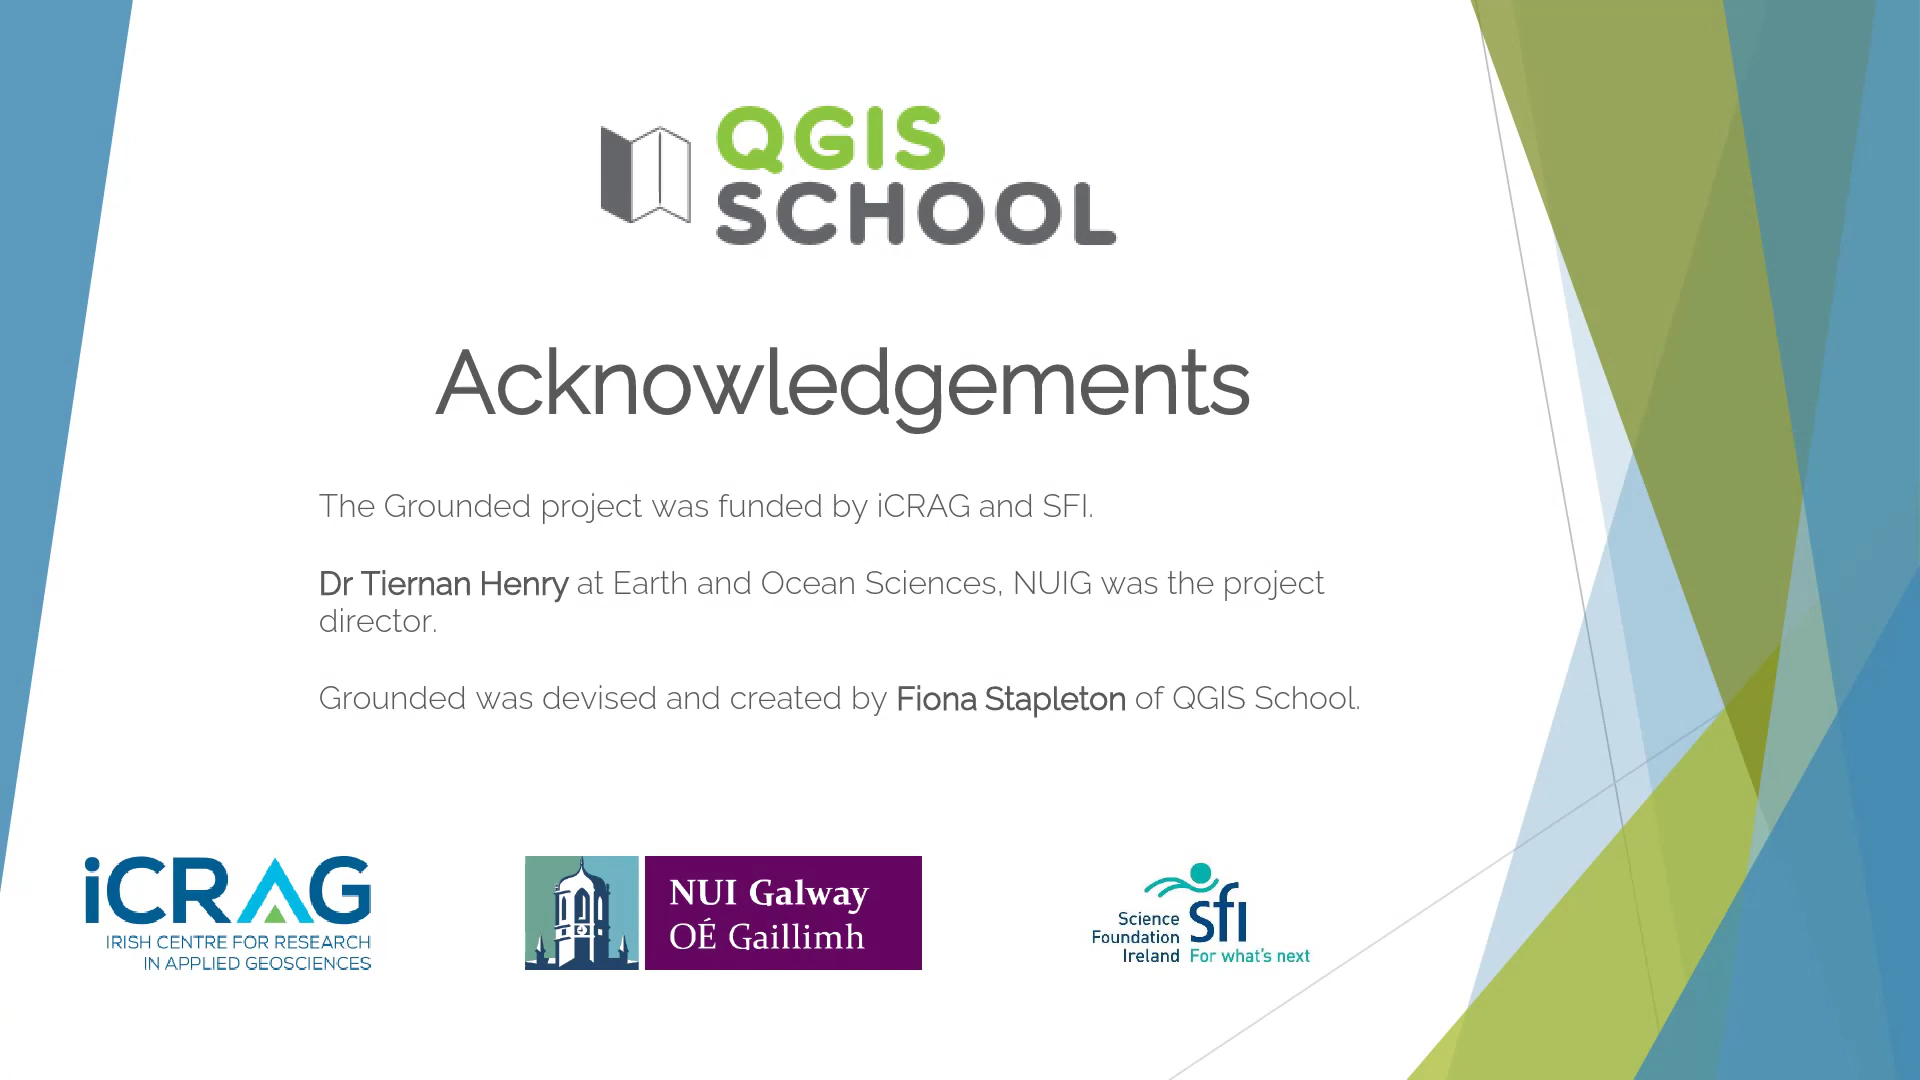 QGIS
SCHOOL
Acknowledgements
The Grounded project was funded by iCRAG and SFI.
Dr Tiernan Henry at Earth and Ocean Sciences, NUIG was the project
director.
Grounded was devised and created by Fiona Stapleton of QGIS School.
iCRAG
IRISH CENTRE FOR RESEARCH
IN APPLIED GEOSCIENCES
NUI Galway
OÉ Gaillimh
Science
Foundation
Ireland
sfi
For what's next